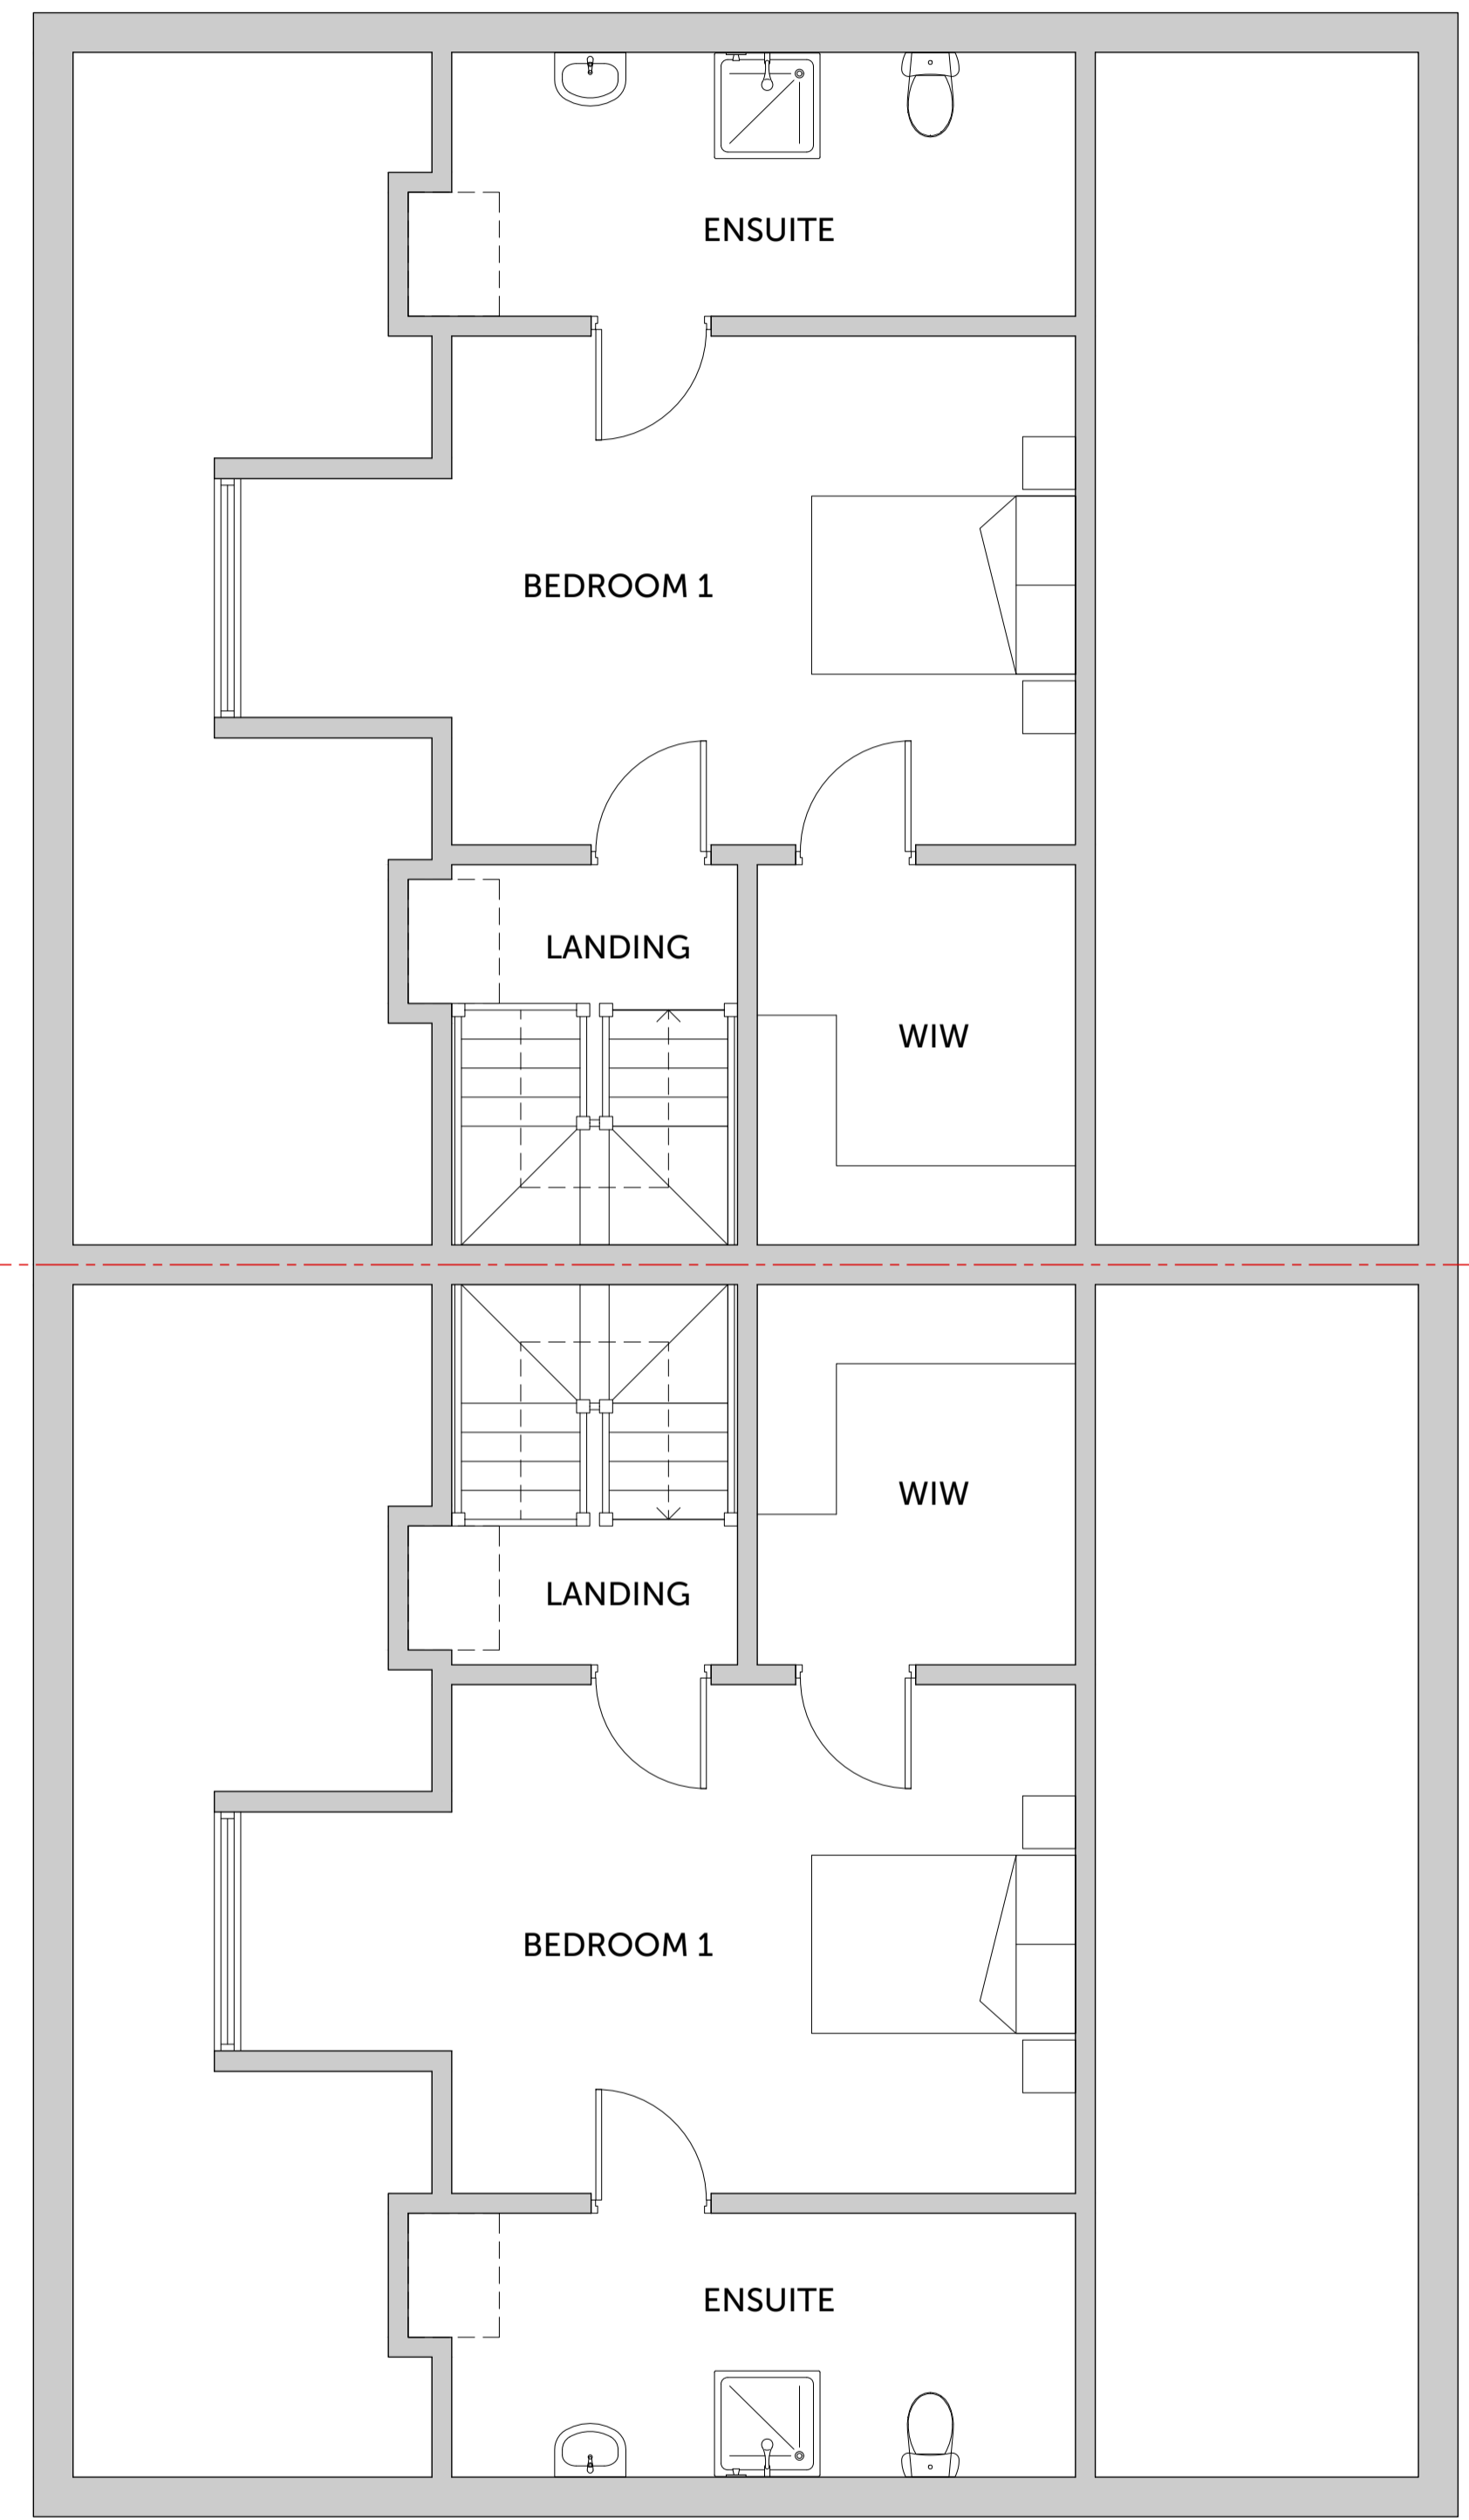 ENSUITE
BEDROOM 1
LANDING
WIW
WIW
LANDING
BEDROOM 1
ENSUITE